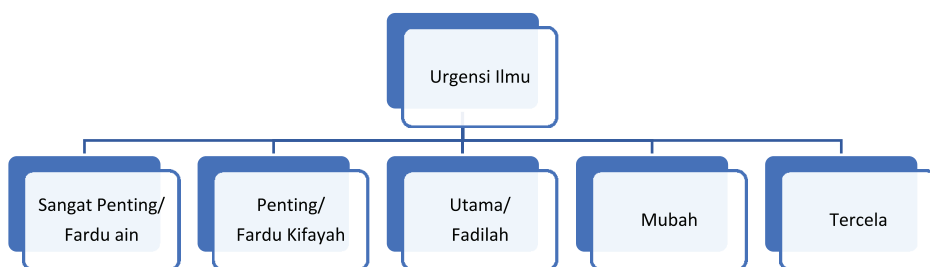 Urgensi Ilmu
Sangat Penting/
Fardu ain
Penting/
Fardu Kifayah
Utama/
Fadilah
Mubah
Tercela